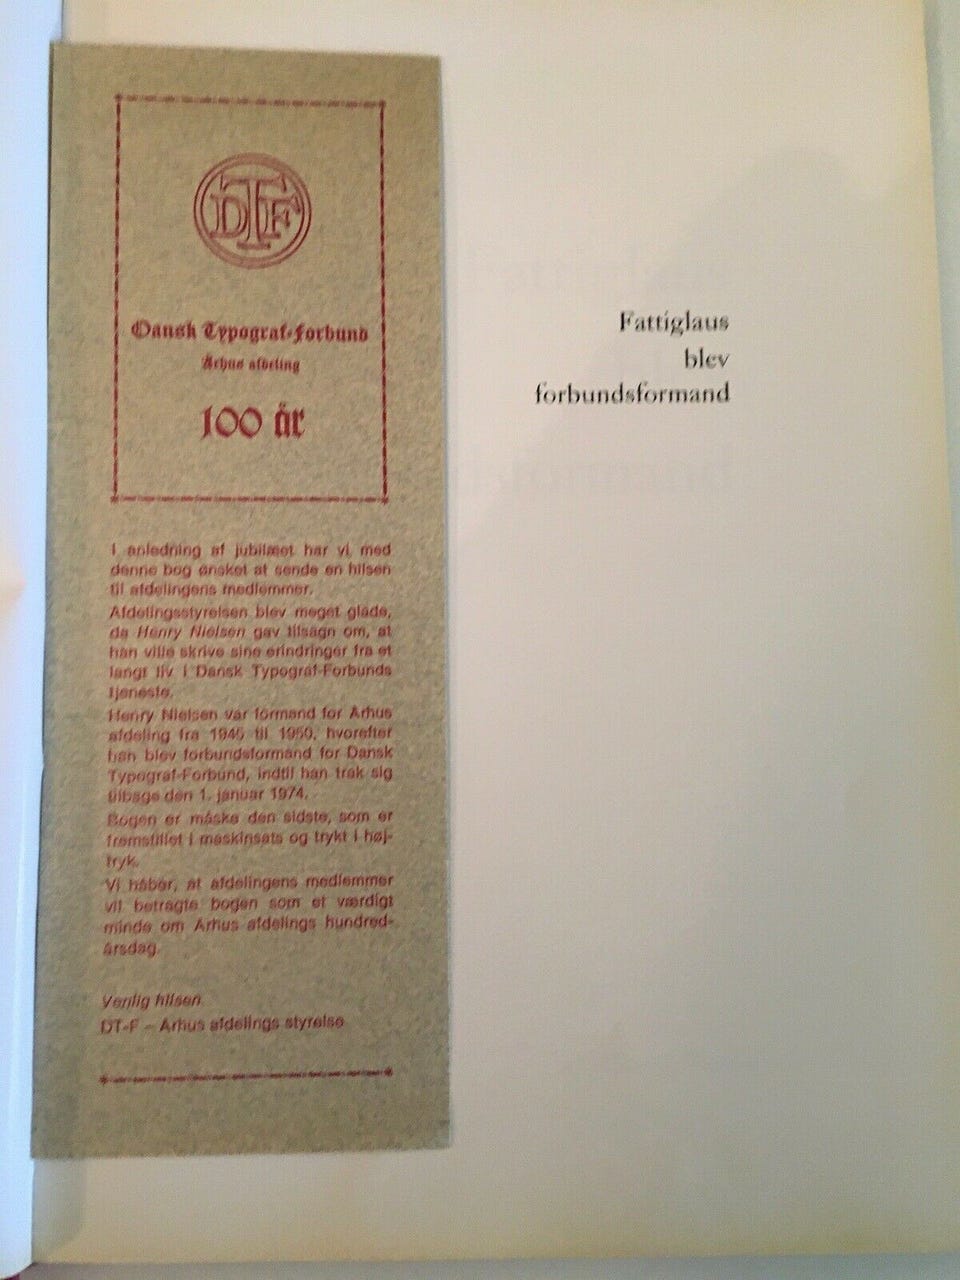 DTF
Dansk Typograf-Forbund
Århus afdeling
100 år
I anledning af jubilæet har vi med
denne bog ønsket at sende en hilsen
til afdelingens medlemmer.
Afdelingsstyrelsen blev meget glade,
da Henry Nielsen gav tilsagn om, at
han ville skrive sine erindringer fra et
langt liv i Dansk Typograf-Forbunds
tjeneste.
Henry Nielsen var formand for Århus
afdeling fra 1945 til 1950, hvorefter
han blev forbundsformand for Dansk
Typograf-Forbund, indtil han trak sig
tilbage den 1. januar 1974.
Bogen er måske den sidste, som er
fremstillet i maskinsats og trykt i høj-
tryk.
Vi håber, at afdelingens medlemmer
vil betragte bogen som et værdigt
minde om Århus afdelings hundred-
årsdag.
Venlig hilsen
DT-F – Århus afdelings styrelse
Fattiglaus
blev
forbundsformand